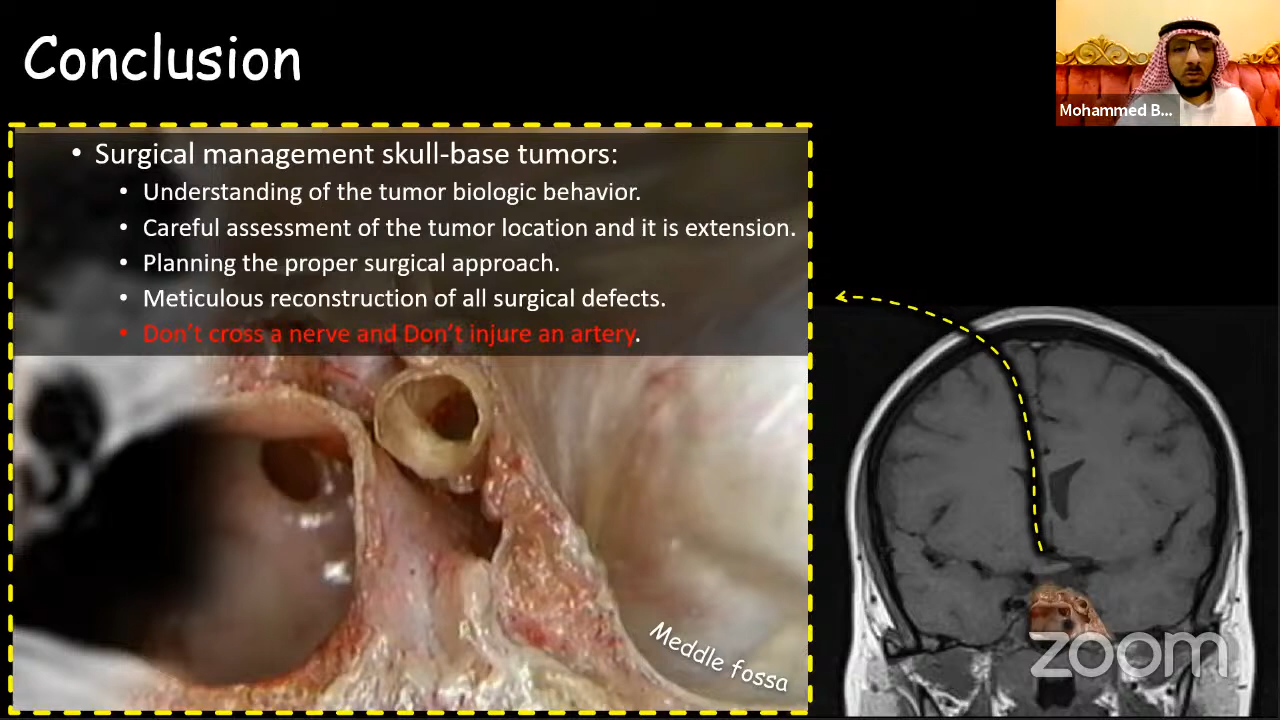 Conclusion
Mohammed B...
• Surgical management skull-base tumors:
• Understanding of the tumor biologic behavior.
• Careful assessment of the tumor location and it is extension.
• Planning the proper surgical approach.
• Meticulous reconstruction of all surgical defects.
• Don't cross a nerve and Don't injure an artery.
Meddle fossa
zoom